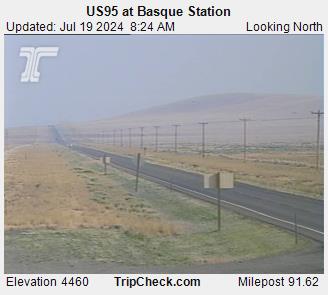 US95 at Basque Station
Updated: Jul 19 2024 8:24 AM Looking North
Elevation 4460 TripCheck.com Milepost 91.62